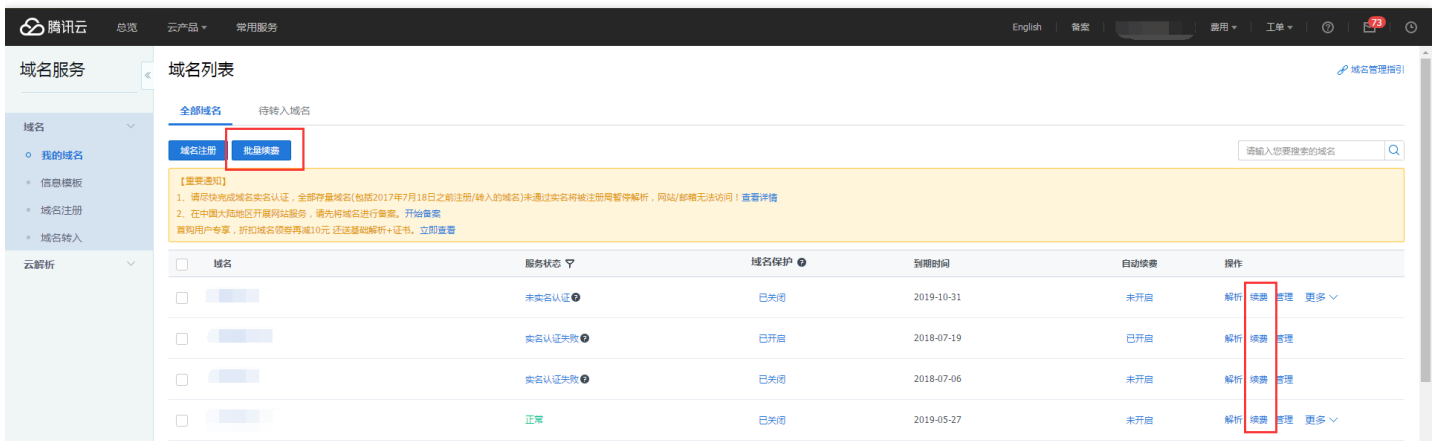 腾讯云 总览 云产品 常用服务 English 备案 费用 工单 73
域名服务
域名列表
域名管理指引
全部域名 待转入域名
域名
我的域名
信息模板
域名注册
域名转入
云解析
域名注册 批量续费 请输入您要搜索的域名
【重要通知】
1、请尽快完成域名实名认证，全部存量域名(包括2017年7月18日之前注册/转入的域名)未通过实名将被注册局暂停解析，网站/邮箱无法访问！查看详情
2、在中国大陆地区开展网站服务，请先将域名进行备案。开始备案
首购用户专享，折扣域名领券再减10元 还送基础解析+证书。立即查看
域名 服务状态 域名保护 到期时间 自动续费 操作
未实名认证 已关闭 2019-10-31 未开启 解析 续费 管理 更多
实名认证失败 已开启 2018-07-19 已开启 解析 续费 管理
实名认证失败 已关闭 2018-07-06 未开启 解析 续费 管理
正常 已关闭 2019-05-27 未开启 解析 续费 管理 更多